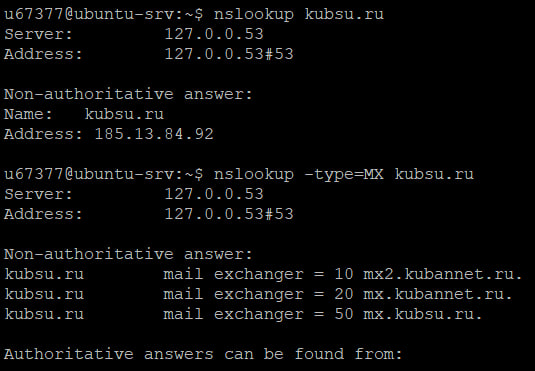 u67377@ubuntu-srv:~$ nslookup kubsu.ru
Server:         127.0.0.53
Address:        127.0.0.53#53

Non-authoritative answer:
Name:   kubsu.ru
Address: 185.13.84.92

u67377@ubuntu-srv:~$ nslookup -type=MX kubsu.ru
Server:         127.0.0.53
Address:        127.0.0.53#53

Non-authoritative answer:
kubsu.ru        mail exchanger = 10 mx2.kubannet.ru.
kubsu.ru        mail exchanger = 20 mx.kubannet.ru.
kubsu.ru        mail exchanger = 50 mx.kubsu.ru.

Authoritative answers can be found from: